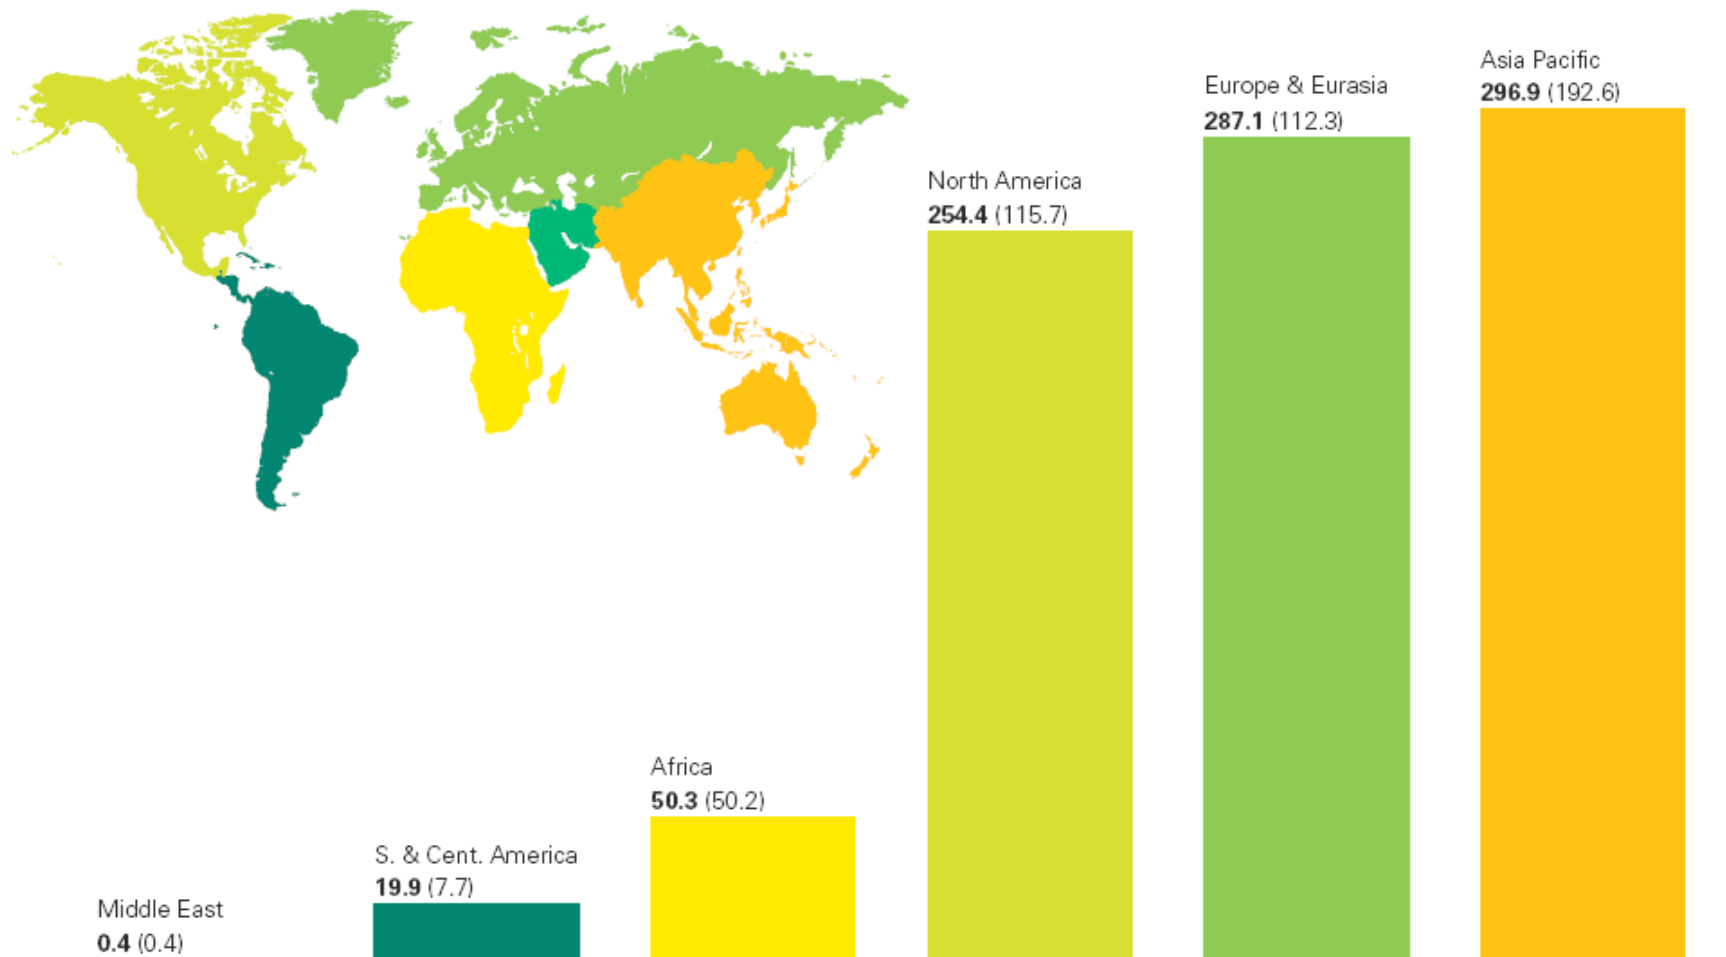 Middle East
0.4 (0.4)
S. & Cent. America
19.9 (7.7)
Africa
50.3 (50.2)
North America
254.4 (115.7)
Europe & Eurasia
287.1 (112.3)
Asia Pacific
296.9 (192.6)